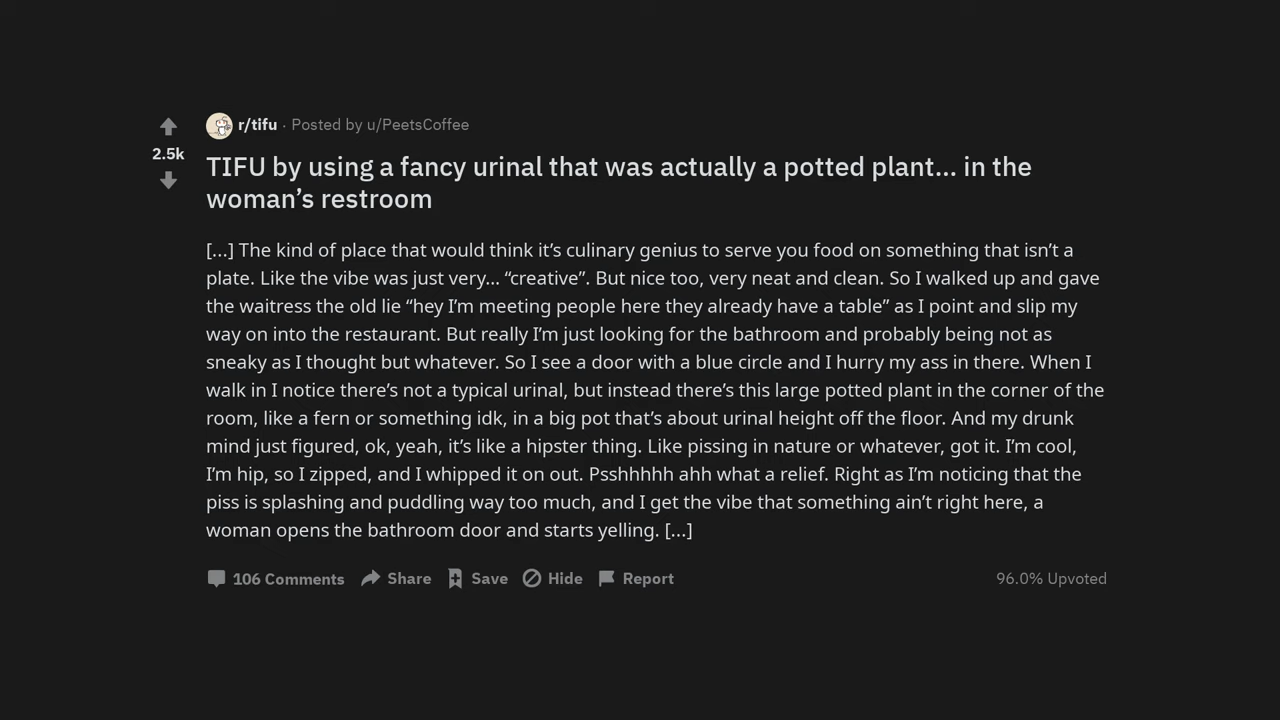 r/tifu · Posted by u/PeetsCoffee
2.5k
TIFU by using a fancy urinal that was actually a potted plant... in the
woman’s restroom
[...] The kind of place that would think it’s culinary genius to serve you food on something that isn’t a
plate. Like the vibe was just very... “creative”. But nice too, very neat and clean. So I walked up and gave
the waitress the old lie “hey I’m meeting people here they already have a table” as I point and slip my
way on into the restaurant. But really I’m just looking for the bathroom and probably being not as
sneaky as I thought but whatever. So I see a door with a blue circle and I hurry my ass in there. When I
walk in I notice there’s not a typical urinal, but instead there’s this large potted plant in the corner of the
room, like a fern or something idk, in a big pot that’s about urinal height off the floor. And my drunk
mind just figured, ok, yeah, it’s like a hipster thing. Like pissing in nature or whatever, got it. I’m cool,
I’m hip, so I zipped, and I whipped it on out. Psshhhhh ahh what a relief. Right as I’m noticing that the
piss is splashing and puddling way too much, and I get the vibe that something ain’t right here, a
woman opens the bathroom door and starts yelling. [...]
106 Comments Share Save Hide Report 96.0% Upvoted